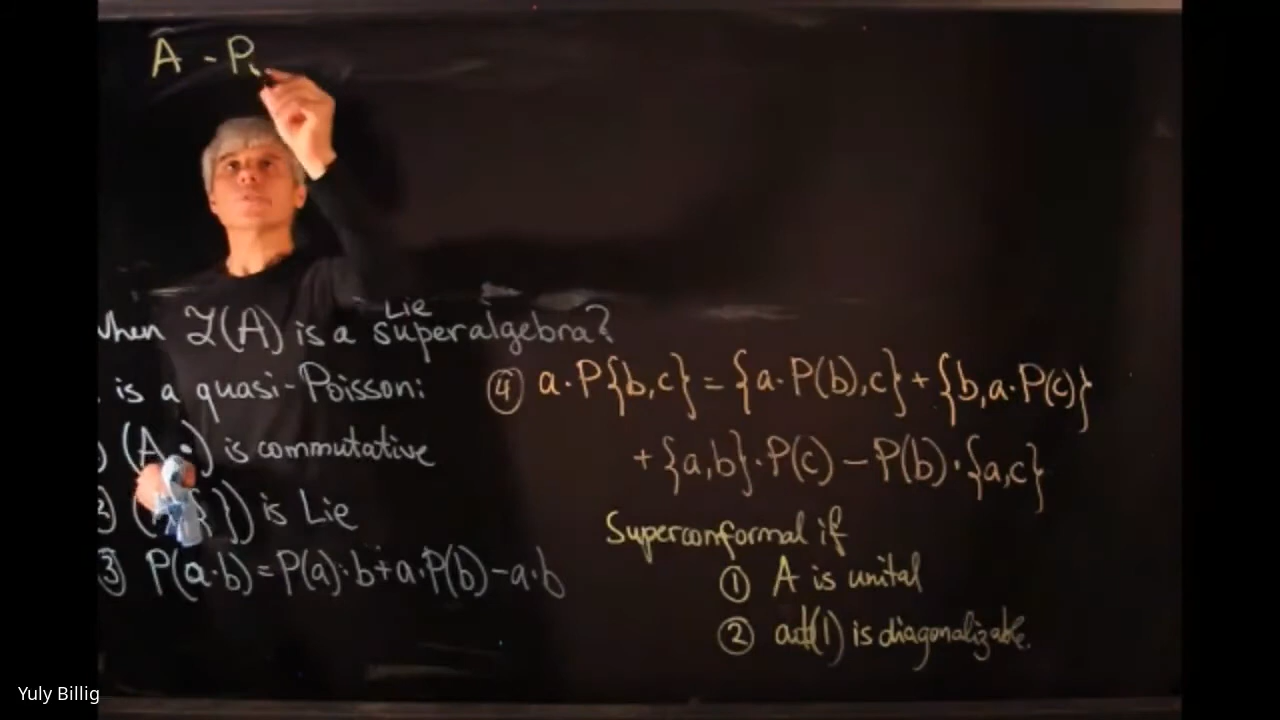 A - P
When L(A) is a Lie superalgebra?
is a quasi-Poisson:
) (A, •) is commutative
2) ( { }) is Lie
3) P(a·b) = P(a)·b + a·P(b) - a·b
④ a·P{b,c} = {a·P(b),c} + {b,a·P(c)}
+ {a,b}·P(c) - P(b)·{a,c}
Superconformal if
① A is unital
② ad(1) is diagonalizable.
Yuly Billig